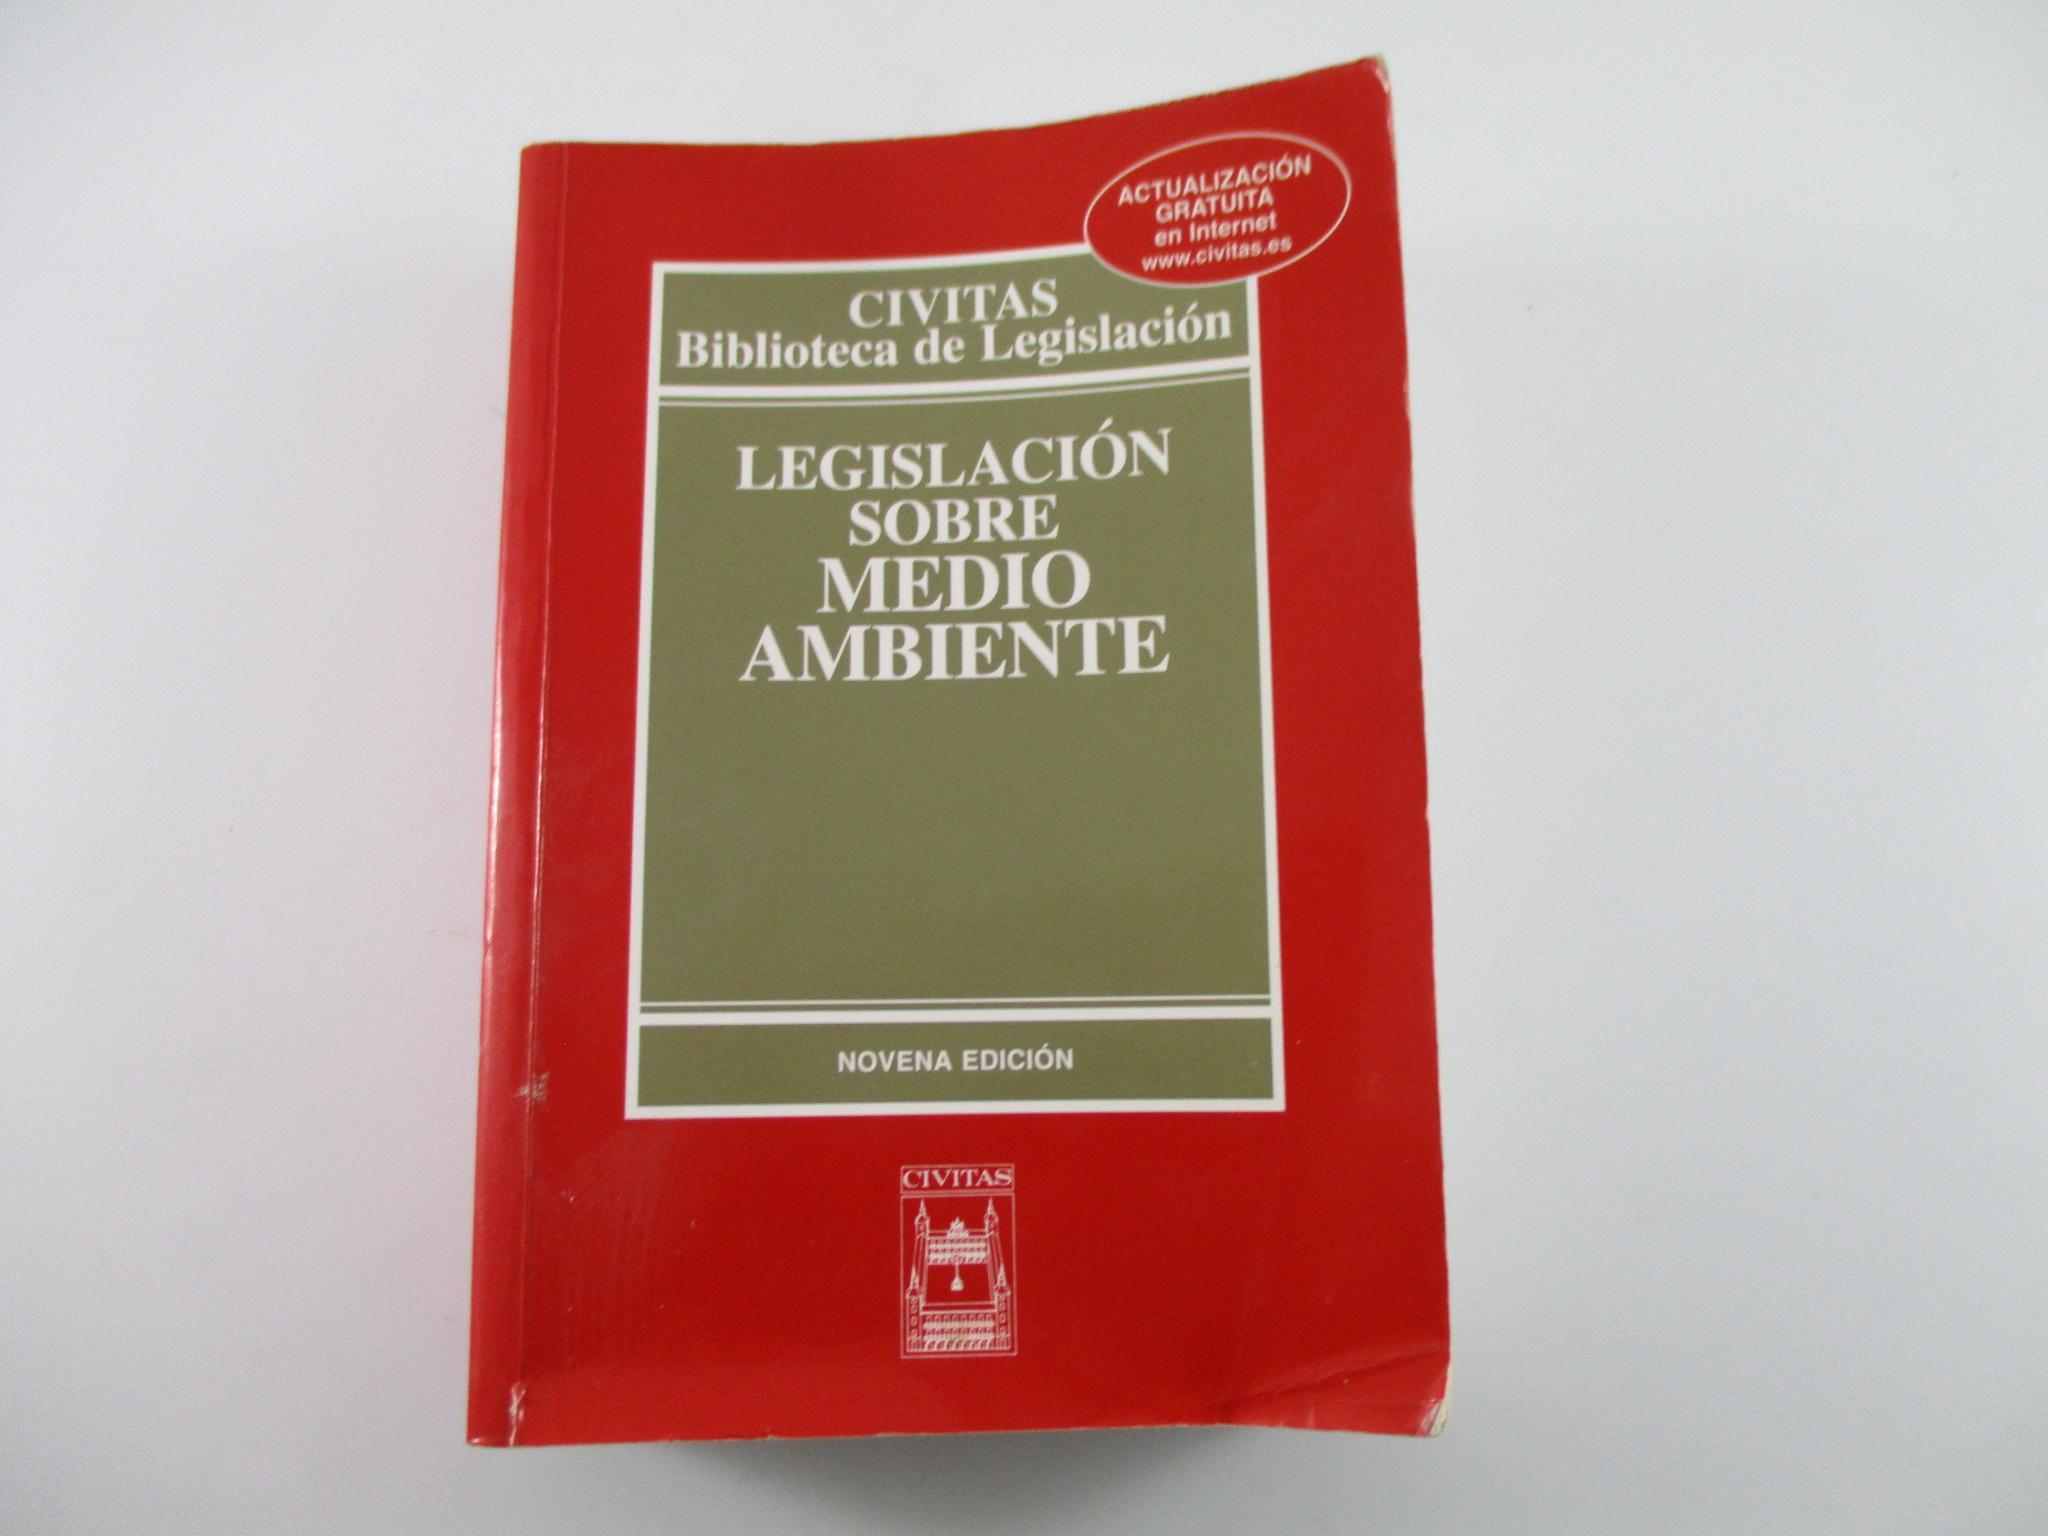 ACTUALIZACIÓN
GRATUITA
en Internet
www.civitas.es
CIVITAS
Biblioteca de Legislación
LEGISLACIÓN
SOBRE
MEDIO
AMBIENTE
NOVENA EDICIÓN
CIVITAS